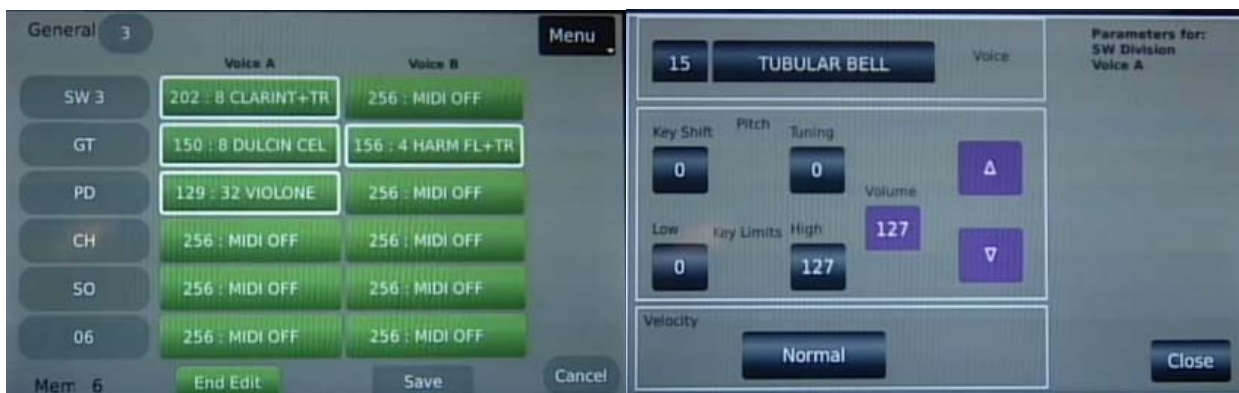 General 3
Menu
Voice A Voice B
SW 3 202 : 8 CLARINT+TR 256 : MIDI OFF
GT 150 : 8 DULCIN CEL 156 : 4 HARM FL+TR
PD 129 : 32 VIOLONE 256 : MIDI OFF
CH 256 : MIDI OFF 256 : MIDI OFF
SO 256 : MIDI OFF 256 : MIDI OFF
06 256 : MIDI OFF 256 : MIDI OFF
Mem 6 End Edit Save Cancel
15 TUBULAR BELL Voice
Parameters for:
SW Division
Voice A
Key Shift Pitch Tuning
0 0
Volume
127
Low Key Limits High
0 127
Velocity
Normal
Close